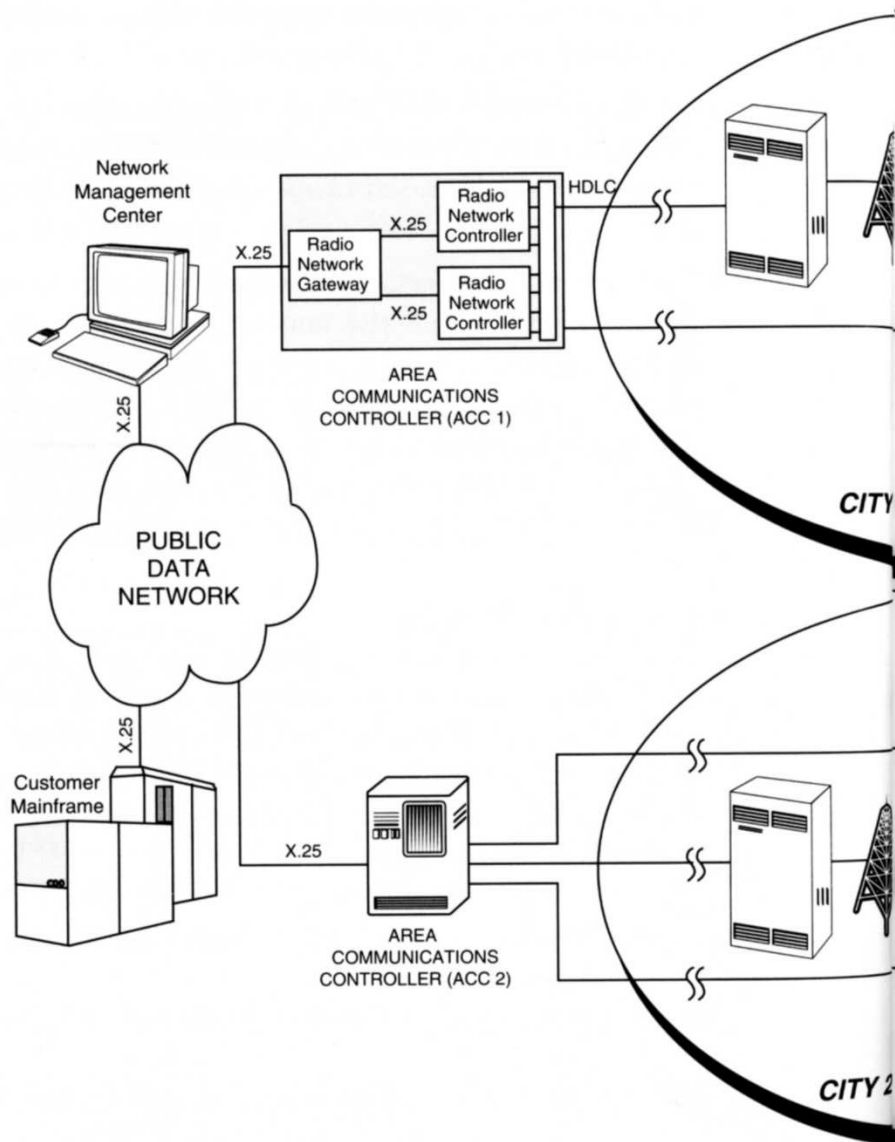 Network
Management
Center
X.25
PUBLIC
DATA
NETWORK
X.25
Customer
Mainframe
X.25
Radio
Network
Gateway
X.25
X.25
Radio
Network
Controller
Radio
Network
Controller
HDLC
AREA
COMMUNICATIONS
CONTROLLER (ACC 1)
CITY
X.25
AREA
COMMUNICATIONS
CONTROLLER (ACC 2)
CITY 2